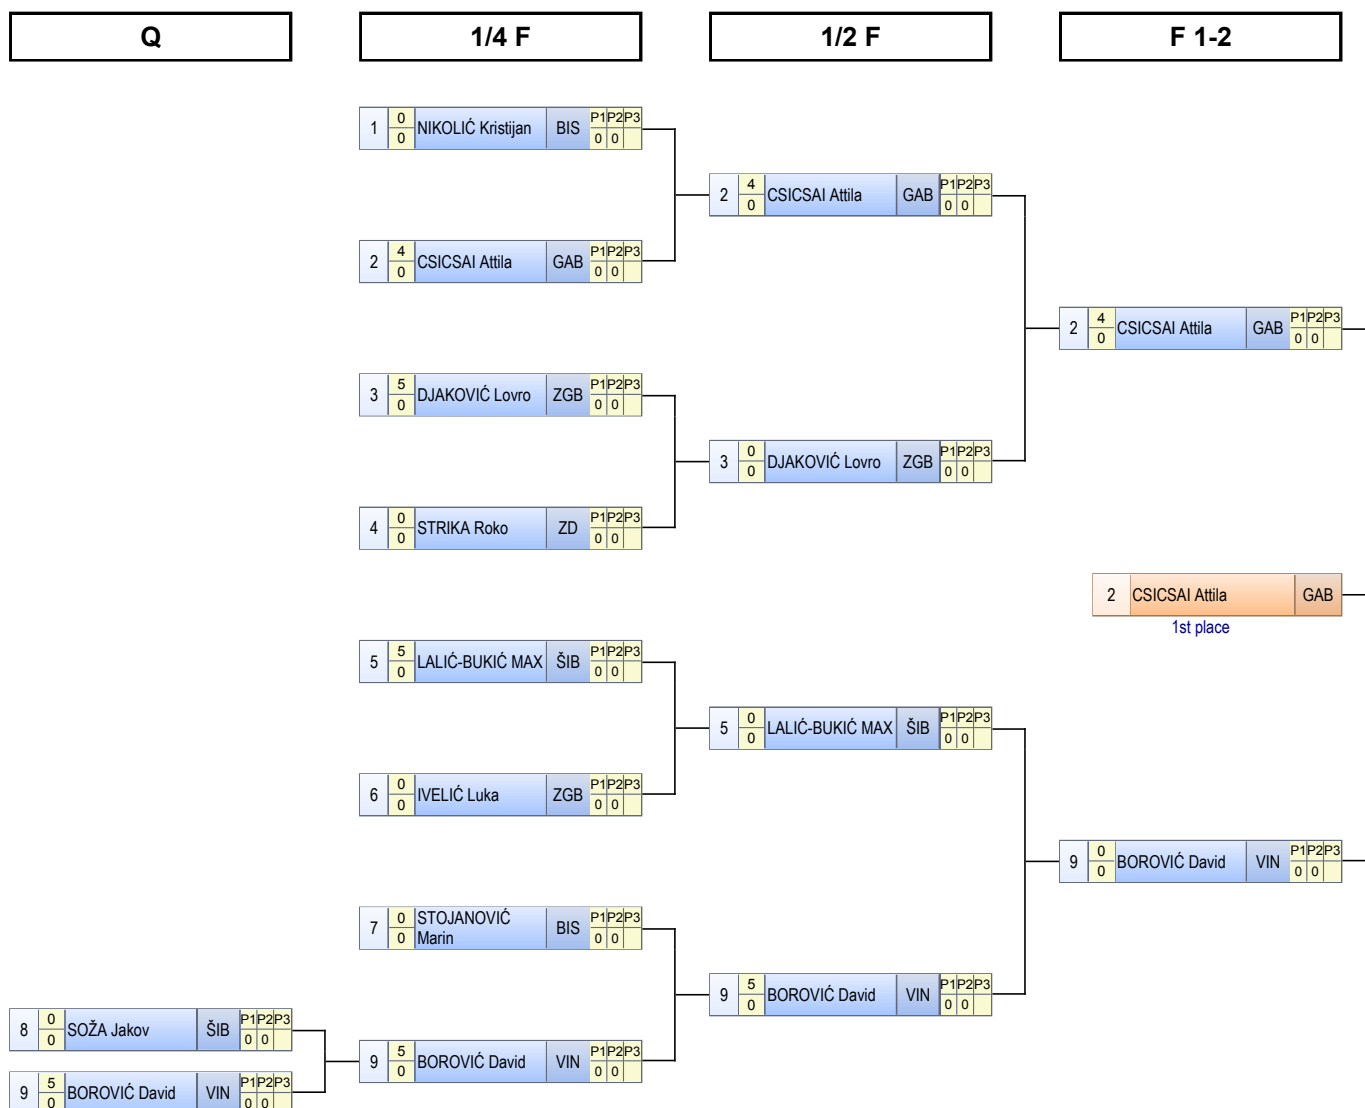 Q 1/4 F 1/2 F F 1-2
1 0 0 NIKOLIĆ Kristijan BIS P1 P2 P3 0 0
2 4 0 CSICSAI Attila GAB P1 P2 P3 0 0
2 4 0 CSICSAI Attila GAB P1 P2 P3 0 0
2 4 0 CSICSAI Attila GAB P1 P2 P3 0 0
3 5 0 DJAKOVIĆ Lovro ZGB P1 P2 P3 0 0
3 0 0 DJAKOVIĆ Lovro ZGB P1 P2 P3 0 0
4 0 0 STRIKA Roko ZD P1 P2 P3 0 0
2 CSICSAI Attila GAB
1st place
5 5 0 LALIĆ-BUKIĆ MAX ŠIB P1 P2 P3 0 0
5 0 0 LALIĆ-BUKIĆ MAX ŠIB P1 P2 P3 0 0
6 0 0 IVELIĆ Luka ZGB P1 P2 P3 0 0
9 0 0 BOROVIĆ David VIN P1 P2 P3 0 0
7 0 0 STOJANOVIĆ
Marin BIS P1 P2 P3 0 0
9 5 0 BOROVIĆ David VIN P1 P2 P3 0 0
8 0 0 SOŽA Jakov ŠIB P1 P2 P3 0 0
9 5 0 BOROVIĆ David VIN P1 P2 P3 0 0
9 5 0 BOROVIĆ David VIN P1 P2 P3 0 0